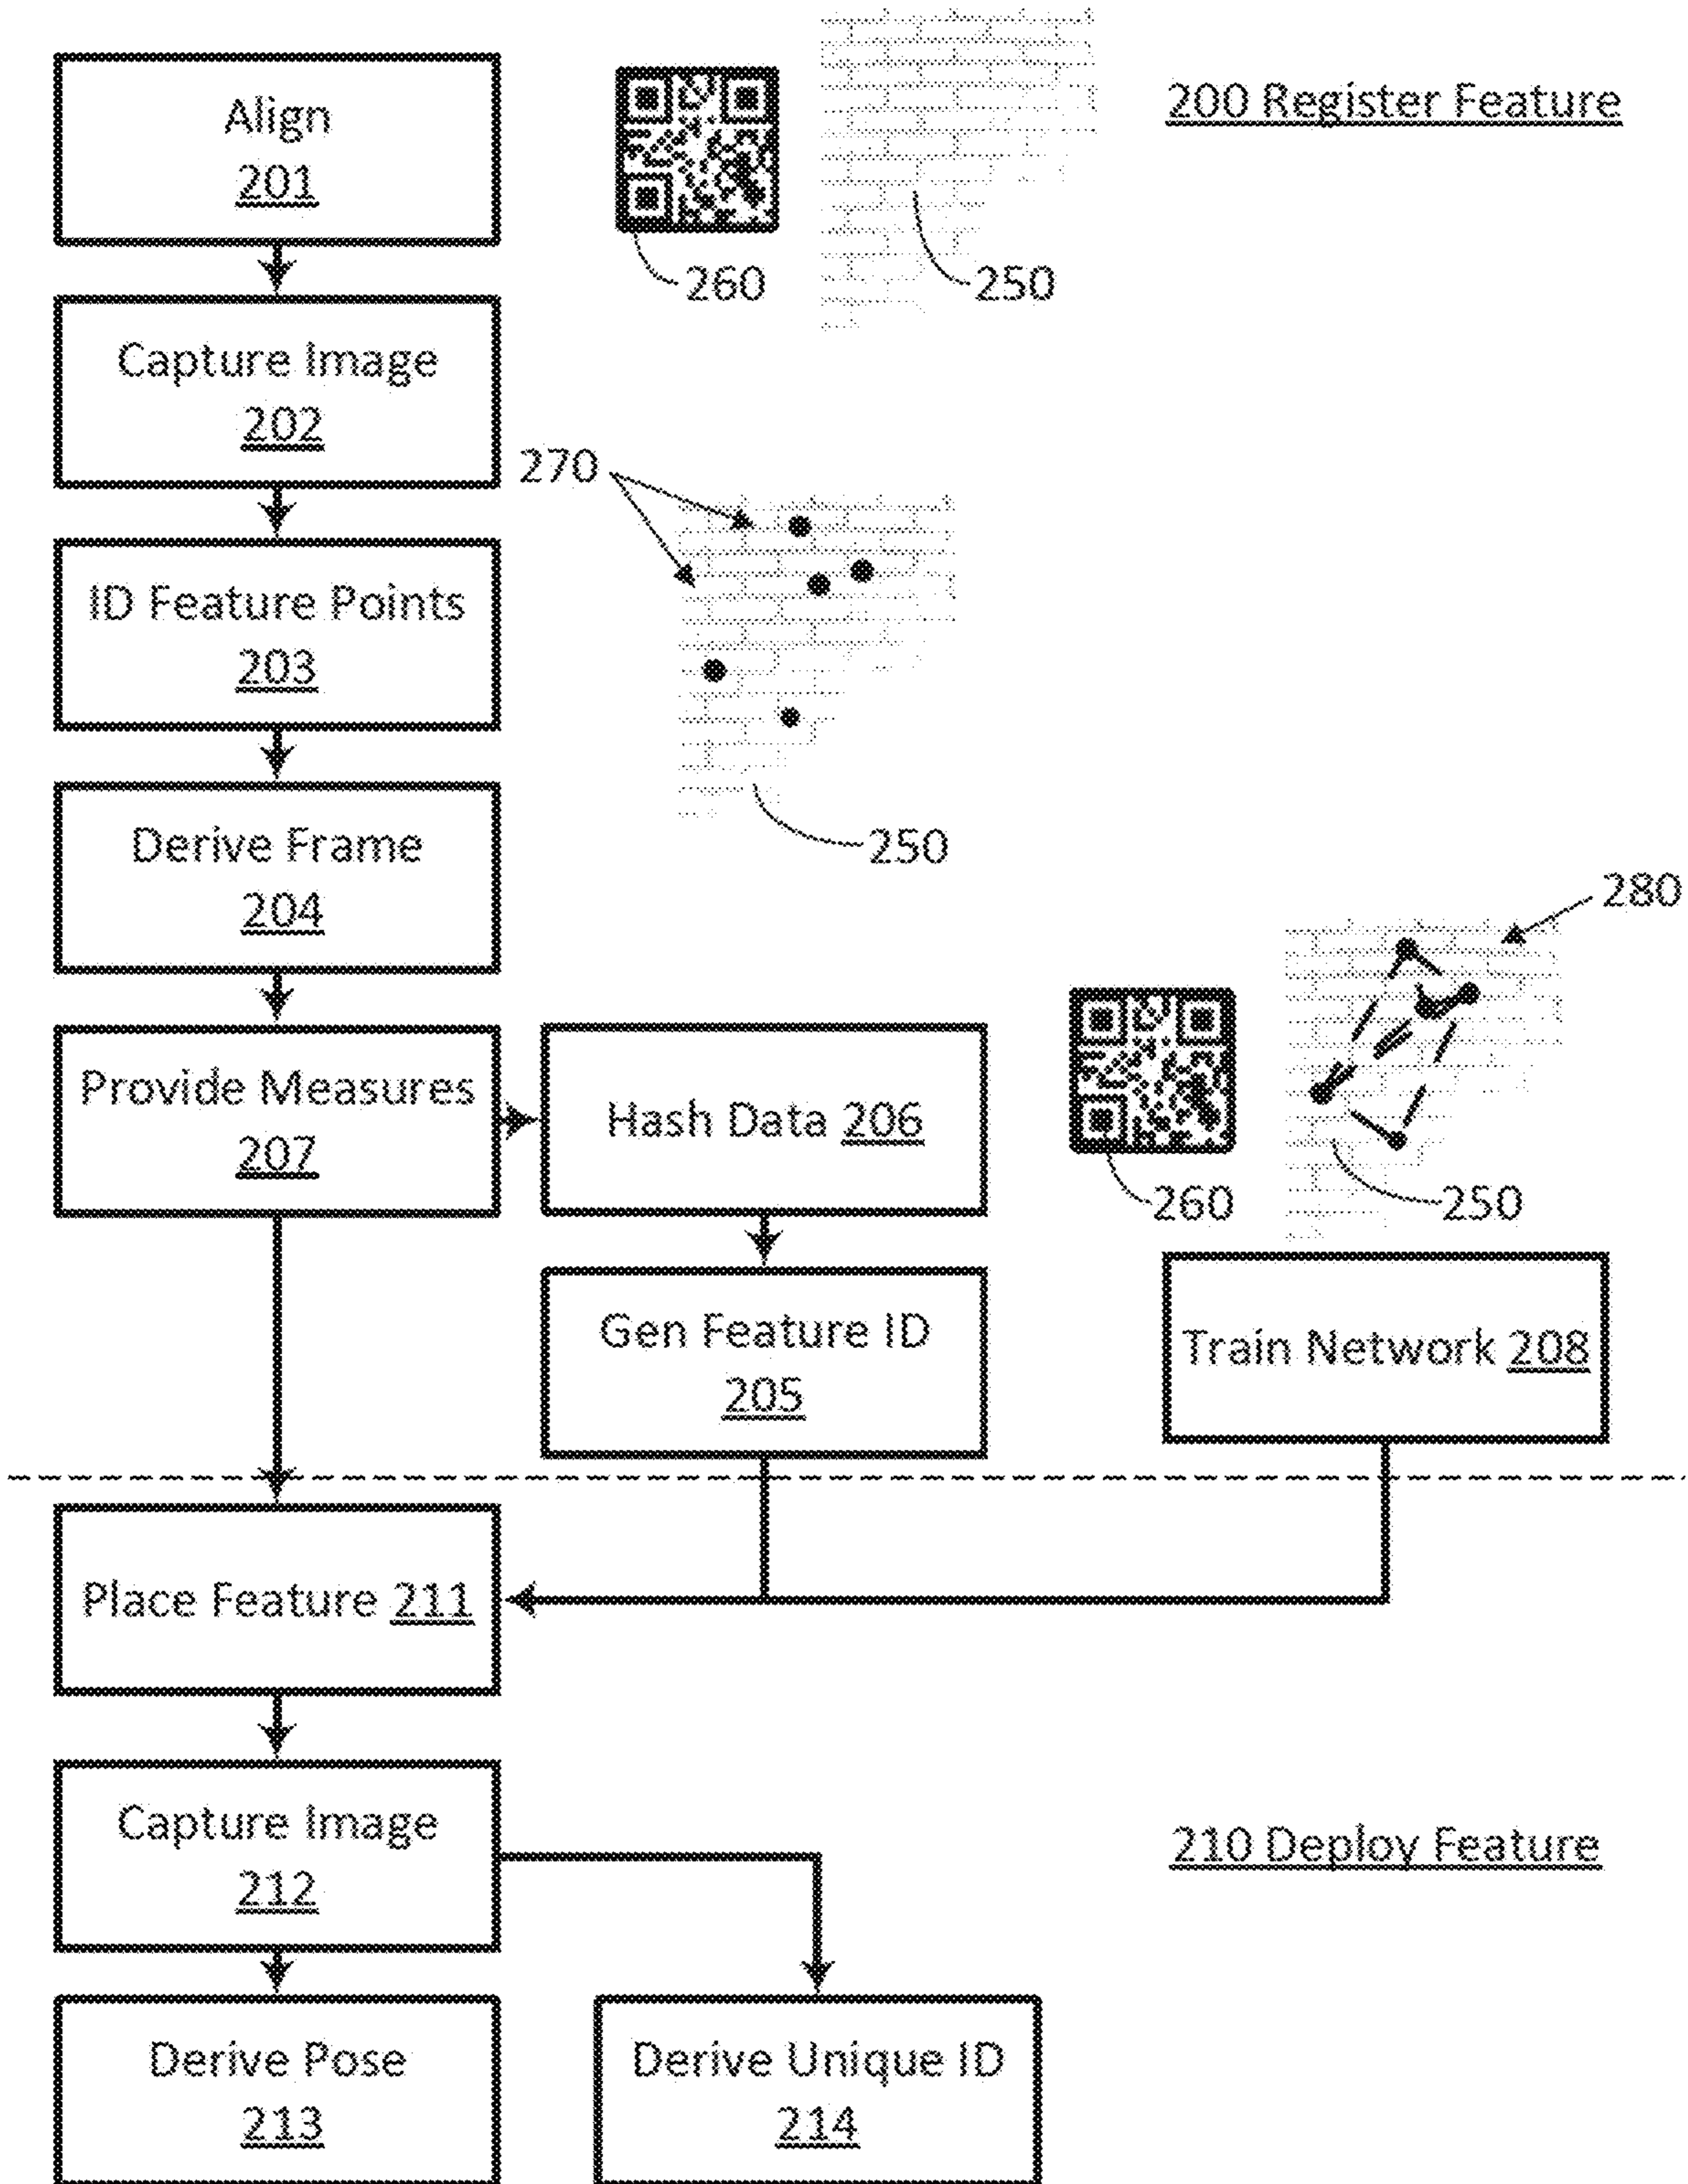 Align
201
260
250
200 Register Feature
Capture Image
202
270
ID Feature Points
203
250
Derive Frame
204
280
Provide Measures
207
Hash Data 206
260
250
Gen Feature ID
205
Train Network 208
Place Feature 211
Capture Image
212
210 Deploy Feature
Derive Pose
213
Derive Unique ID
214